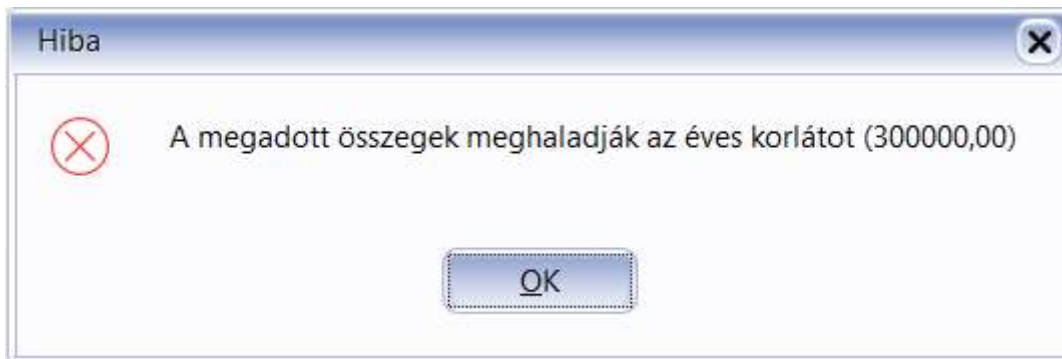 Hiba
A megadott összegek meghaladják az éves korlátot (300000,00)
OK